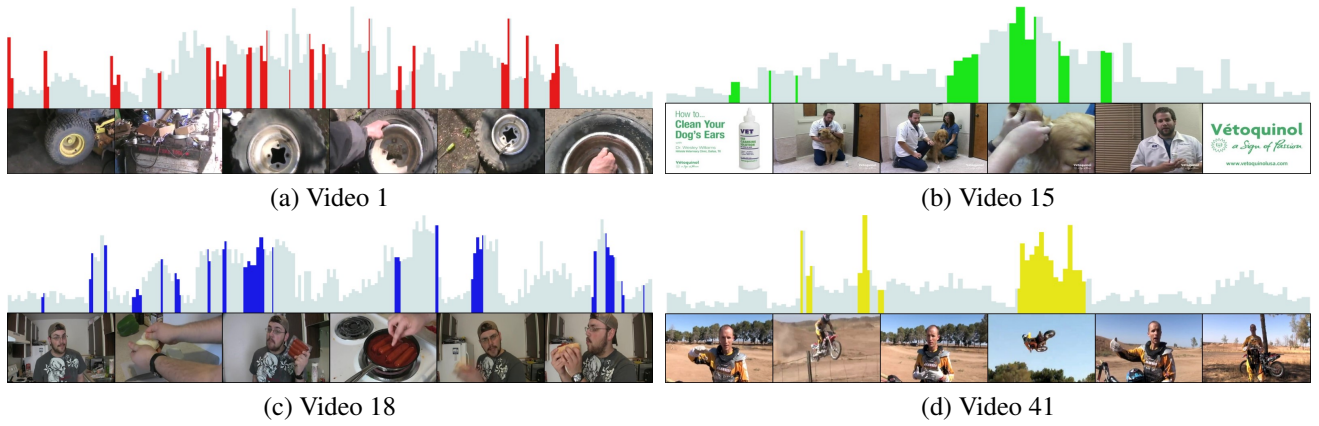 How to...
Clean Your
Dog's Ears
with
VET
Vétoquinol
Vétoquinol
a Sign of Passion
www.vetoquinolusa.com
(a) Video 1
(b) Video 15
(c) Video 18
(d) Video 41